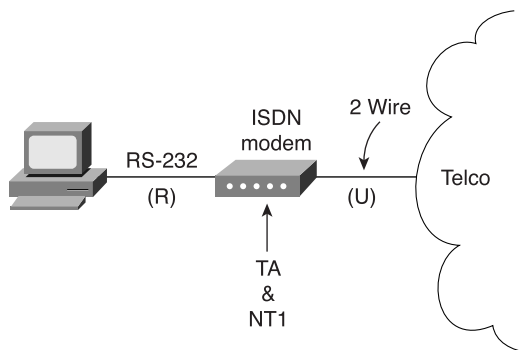 ISDN
modem
2 Wire
RS-232
(R)
(U)
Telco
TA
&
NT1